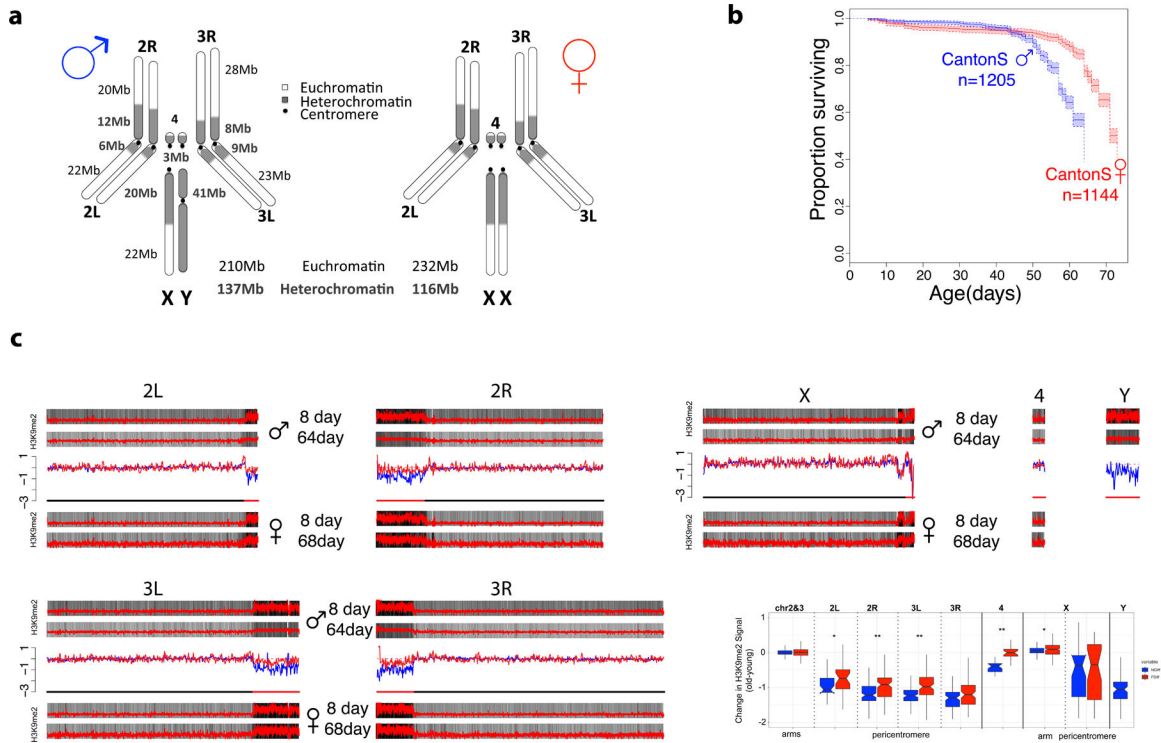 a
2R
3R
2R
3R
28Mb
20Mb
Euchromatin
Heterochromatin
Centromere
12Mb
4
4
8Mb
6Mb
9Mb
3Mb
22Mb
23Mb
20Mb
41Mb
2L
3L
2L
3L
22Mb
210Mb Euchromatin 232Mb
137Mb Heterochromatin 116Mb
X Y
X X
b
Proportion surviving
1.0
0.8
0.6
0.4
0.2
0.0
CantonS ♂
n=1205
CantonS ♀
n=1144
0 10 20 30 40 50 60 70
Age(days)
c
2L
2R
H3K9me2
♂
8 day
64day
1
−1
−3
H3K9me2
♀
8 day
68day
X
4
Y
H3K9me2
♂
8 day
64day
1
−1
−3
H3K9me2
♀
8 day
68day
3L
3R
H3K9me2
♂
8 day
64day
1
−1
−3
H3K9me2
♀
8 day
68day
chr2&3 2L 2R 3L 3R 4 X Y
Change in H3K9me2 Signal
(old-young)
1
0
-1
-2
* ** ** ** *
variable
arms pericentromere arm pericentromere